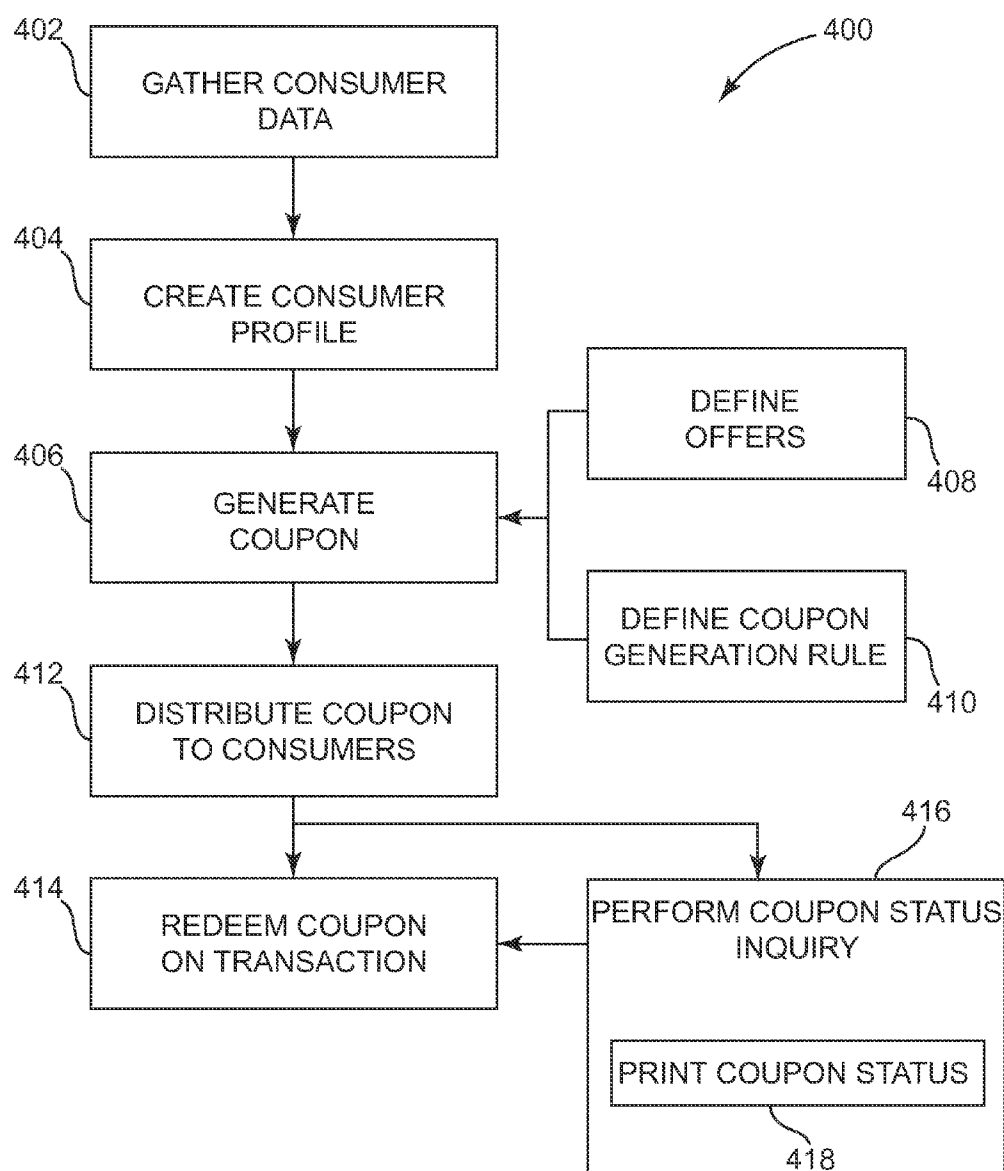 402
GATHER CONSUMER
DATA
400
404
CREATE CONSUMER
PROFILE
406
GENERATE
COUPON
DEFINE
OFFERS
408
DEFINE COUPON
GENERATION RULE
410
412
DISTRIBUTE COUPON
TO CONSUMERS
414
REDEEM COUPON
ON TRANSACTION
416
PERFORM COUPON STATUS
INQUIRY
PRINT COUPON STATUS
418